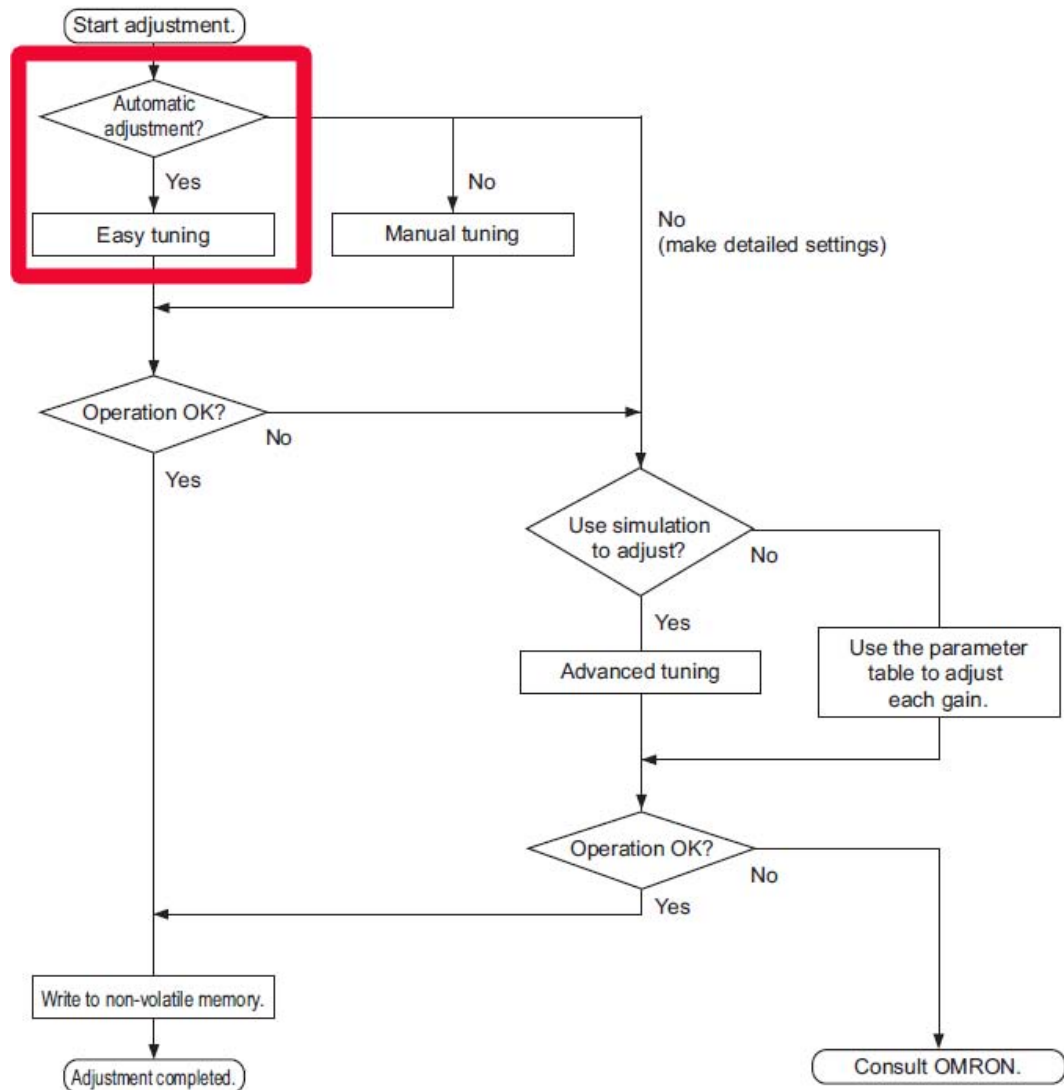 Start adjustment.
Automatic
adjustment?
Yes
No
No
(make detailed settings)
Easy tuning
Manual tuning
Operation OK?
No
Yes
Use simulation
to adjust?
No
Yes
Advanced tuning
Use the parameter
table to adjust
each gain.
Operation OK?
No
Yes
Write to non-volatile memory.
Adjustment completed.
Consult OMRON.